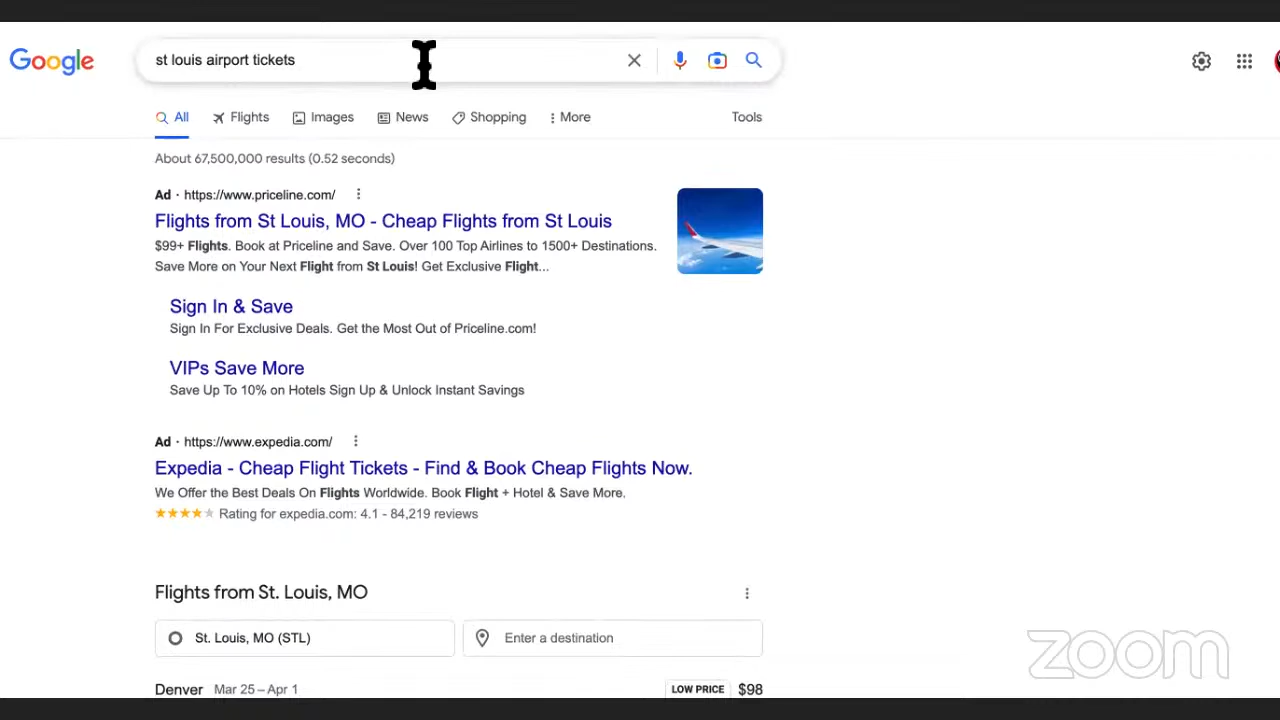 Google
st louis airport tickets
All
Flights
Images
News
Shopping
More
Tools
About 67,500,000 results (0.52 seconds)
Ad · https://www.priceline.com/
Flights from St Louis, MO - Cheap Flights from St Louis
$99+ Flights. Book at Priceline and Save. Over 100 Top Airlines to 1500+ Destinations.
Save More on Your Next Flight from St Louis! Get Exclusive Flight...
Sign In & Save
Sign In For Exclusive Deals. Get the Most Out of Priceline.com!
VIPs Save More
Save Up To 10% on Hotels Sign Up & Unlock Instant Savings
Ad · https://www.expedia.com/
Expedia - Cheap Flight Tickets - Find & Book Cheap Flights Now.
We Offer the Best Deals On Flights Worldwide. Book Flight + Hotel & Save More.
Rating for expedia.com: 4.1 - 84,219 reviews
Flights from St. Louis, MO
St. Louis, MO (STL)
Enter a destination
Denver Mar 25 – Apr 1 LOW PRICE $98
zoom